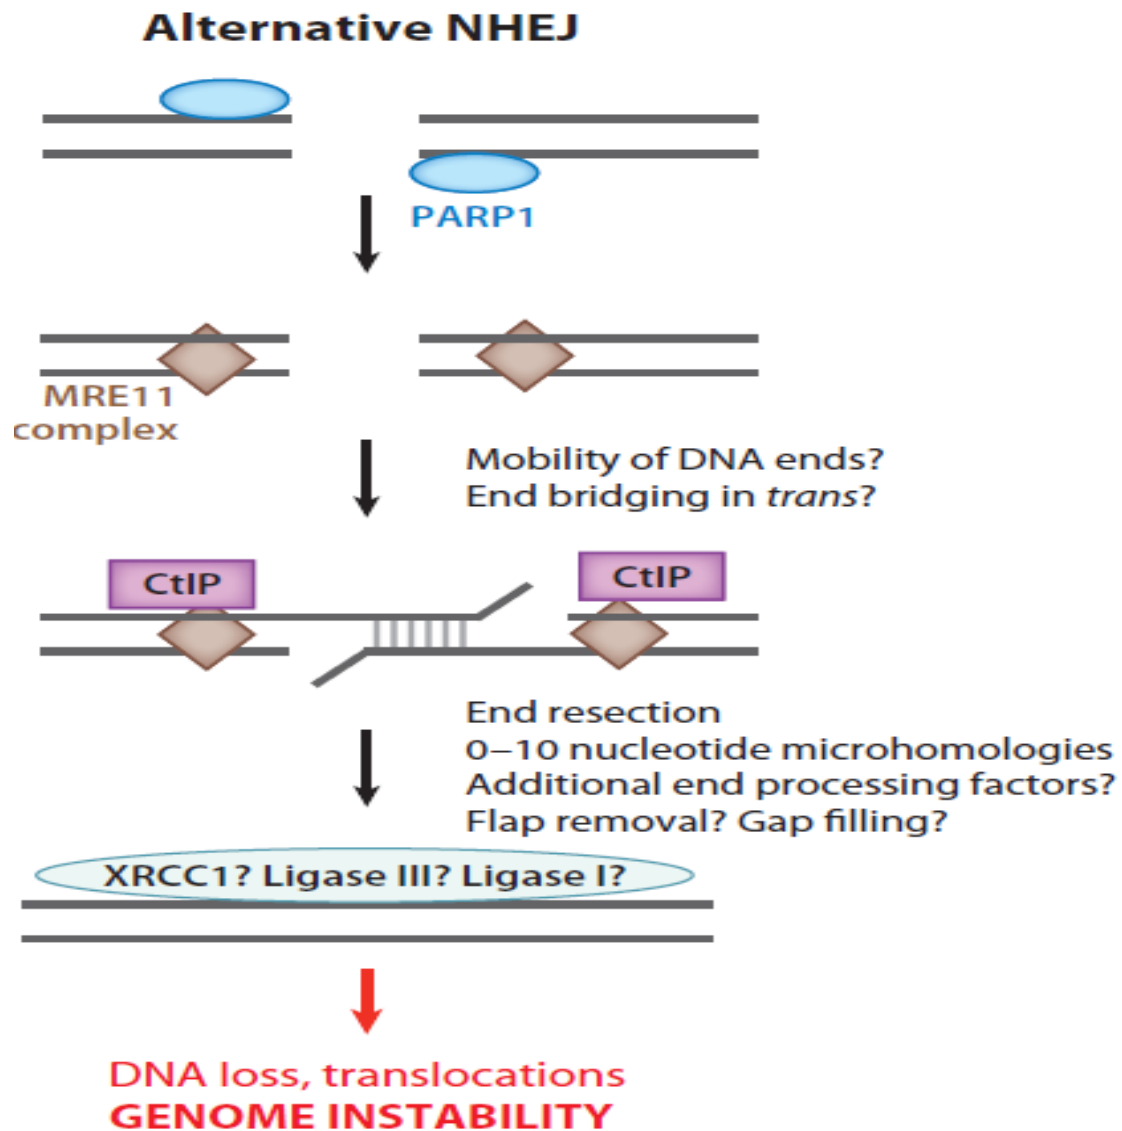 Alternative NHEJ
PARP1
MRE11
complex
Mobility of DNA ends?
End bridging in trans?
CtIP
CtIP
End resection
0–10 nucleotide microhomologies
Additional end processing factors?
Flap removal? Gap filling?
XRCC1? Ligase III? Ligase I?
DNA loss, translocations
GENOME INSTABILITY